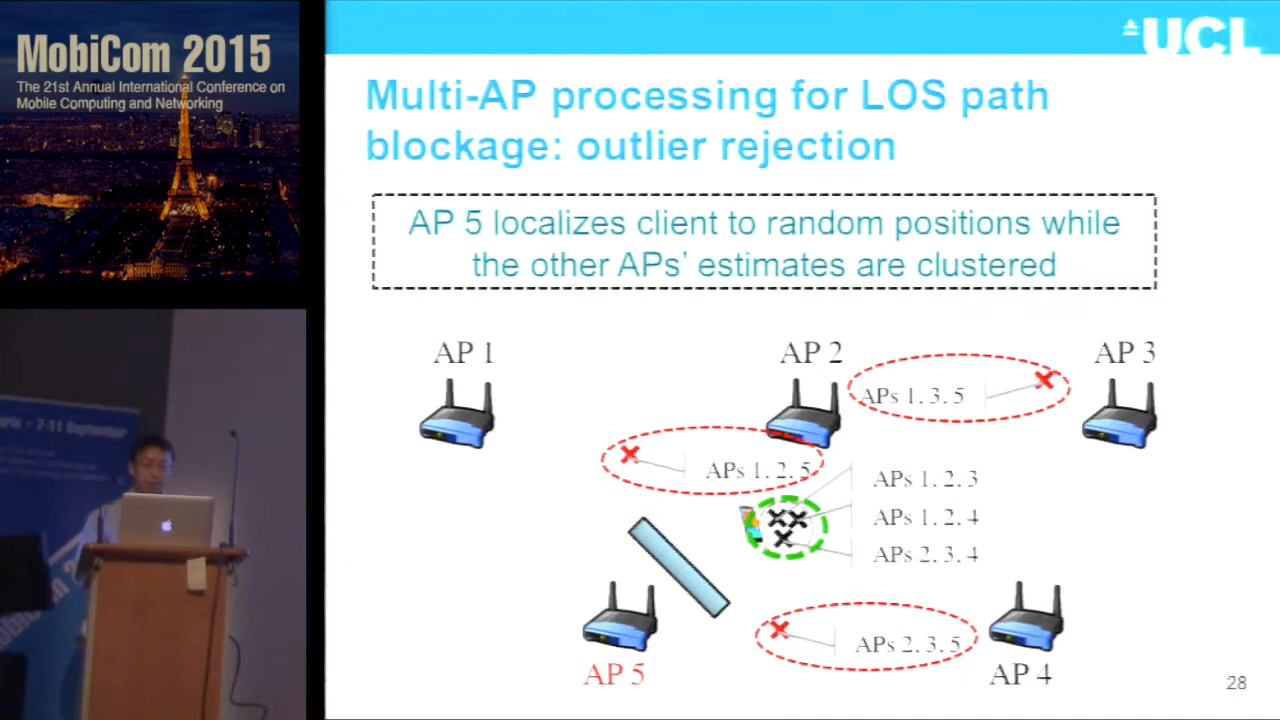 MobiCom 2015
The 21st Annual International Conference on
Mobile Computing and Networking
UCL
Multi-AP processing for LOS path
blockage: outlier rejection
AP 5 localizes client to random positions while
the other APs' estimates are clustered
AP 1
AP 2
AP 3
APs 1, 3, 5
APs 1, 2, 5
APs 1, 2, 3
APs 1, 2, 4
APs 2, 3, 4
APs 2, 3, 5
AP 5
AP 4
28
7-11 September